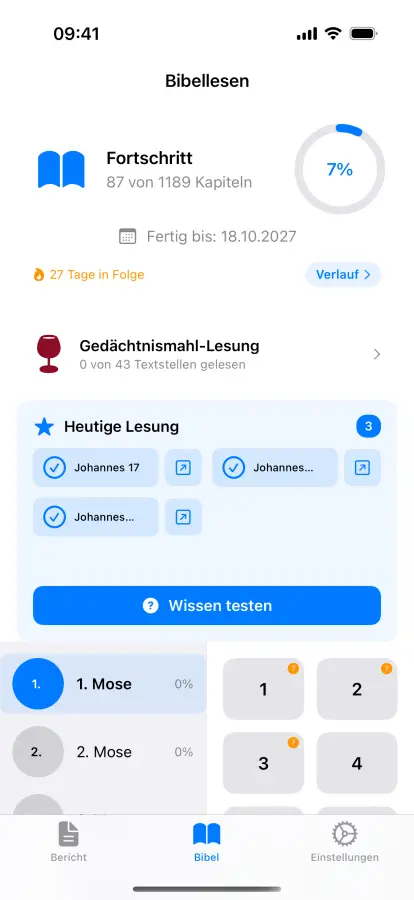 09:41
Bibellesen
Fortschritt
87 von 1189 Kapiteln
7%
Fertig bis: 18.10.2027
27 Tage in Folge
Verlauf
Gedächtnismahl-Lesung
0 von 43 Textstellen gelesen
Heutige Lesung
3
Johannes 17
Johannes...
Johannes...
? Wissen testen
1. 1. Mose 0%
1 ?
2 ?
2. 2. Mose 0%
3 ?
4
Bericht
Bibel
Einstellungen